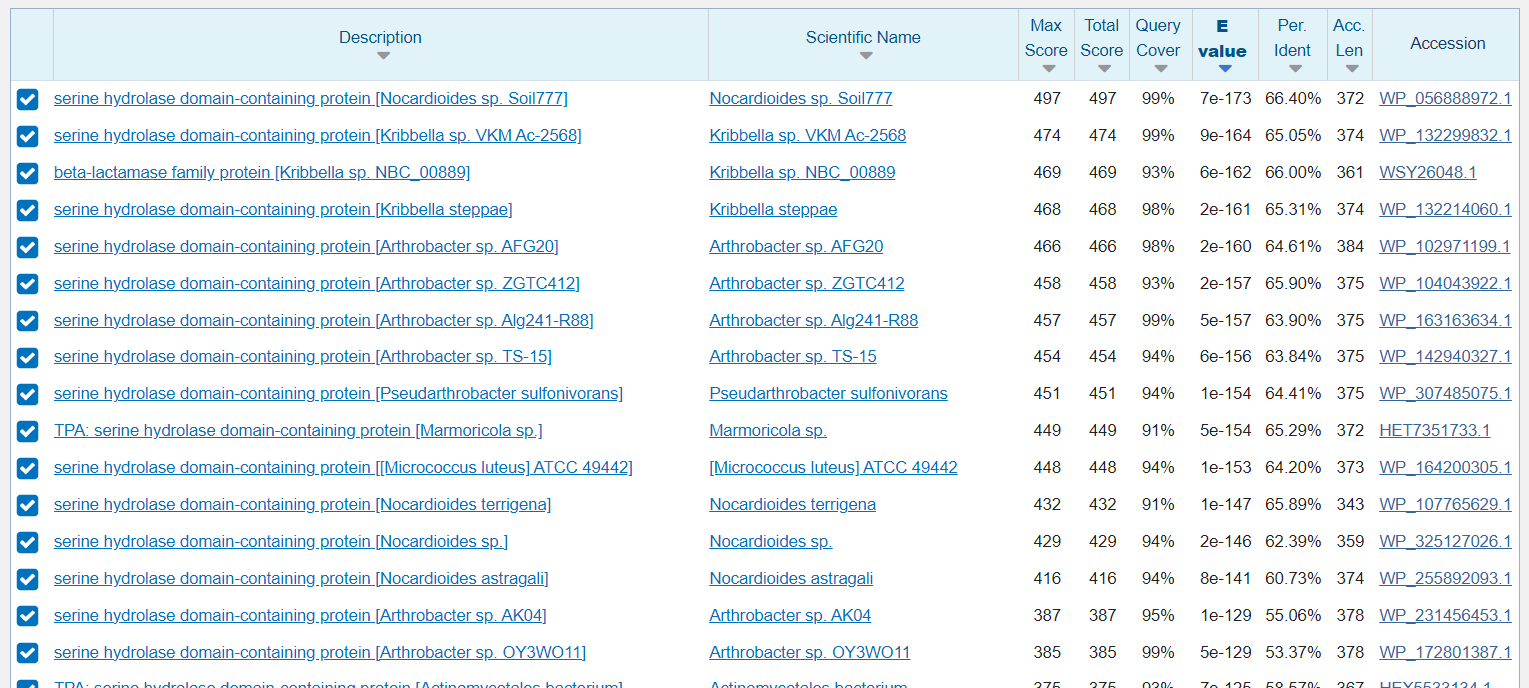 Description Scientific Name Max Score Total Score Query Cover E value Per. Ident Acc. Len Accession
serine hydrolase domain-containing protein [Nocardioides sp. Soil777] Nocardioides sp. Soil777 497 497 99% 7e-173 66.40% 372 WP_056888972.1
serine hydrolase domain-containing protein [Kribbella sp. VKM Ac-2568] Kribbella sp. VKM Ac-2568 474 474 99% 9e-164 65.05% 374 WP_132299832.1
beta-lactamase family protein [Kribbella sp. NBC_00889] Kribbella sp. NBC_00889 469 469 93% 6e-162 66.00% 361 WSY26048.1
serine hydrolase domain-containing protein [Kribbella steppae] Kribbella steppae 468 468 98% 2e-161 65.31% 374 WP_132214060.1
serine hydrolase domain-containing protein [Arthrobacter sp. AFG20] Arthrobacter sp. AFG20 466 466 98% 2e-160 64.61% 384 WP_102971199.1
serine hydrolase domain-containing protein [Arthrobacter sp. ZGTC412] Arthrobacter sp. ZGTC412 458 458 93% 2e-157 65.90% 375 WP_104043922.1
serine hydrolase domain-containing protein [Arthrobacter sp. Alg241-R88] Arthrobacter sp. Alg241-R88 457 457 99% 5e-157 63.90% 375 WP_163163634.1
serine hydrolase domain-containing protein [Arthrobacter sp. TS-15] Arthrobacter sp. TS-15 454 454 94% 6e-156 63.84% 375 WP_142940327.1
serine hydrolase domain-containing protein [Pseudarthrobacter sulfonivorans] Pseudarthrobacter sulfonivorans 451 451 94% 1e-154 64.41% 375 WP_307485075.1
TPA: serine hydrolase domain-containing protein [Marmoricola sp.] Marmoricola sp. 449 449 91% 5e-154 65.29% 372 HET7351733.1
serine hydrolase domain-containing protein [[Micrococcus luteus] ATCC 49442] [Micrococcus luteus] ATCC 49442 448 448 94% 1e-153 64.20% 373 WP_164200305.1
serine hydrolase domain-containing protein [Nocardioides terrigena] Nocardioides terrigena 432 432 91% 1e-147 65.89% 343 WP_107765629.1
serine hydrolase domain-containing protein [Nocardioides sp.] Nocardioides sp. 429 429 94% 2e-146 62.39% 359 WP_325127026.1
serine hydrolase domain-containing protein [Nocardioides astragali] Nocardioides astragali 416 416 94% 8e-141 60.73% 374 WP_255892093.1
serine hydrolase domain-containing protein [Arthrobacter sp. AK04] Arthrobacter sp. AK04 387 387 95% 1e-129 55.06% 378 WP_231456453.1
serine hydrolase domain-containing protein [Arthrobacter sp. OY3WO11] Arthrobacter sp. OY3WO11 385 385 99% 5e-129 53.37% 378 WP_172801387.1
TPA: serine hydrolase domain-containing protein [Actinomycetales bacterium] Actinomycetales bacterium 375 375 93% 7e-125 58.57% 367